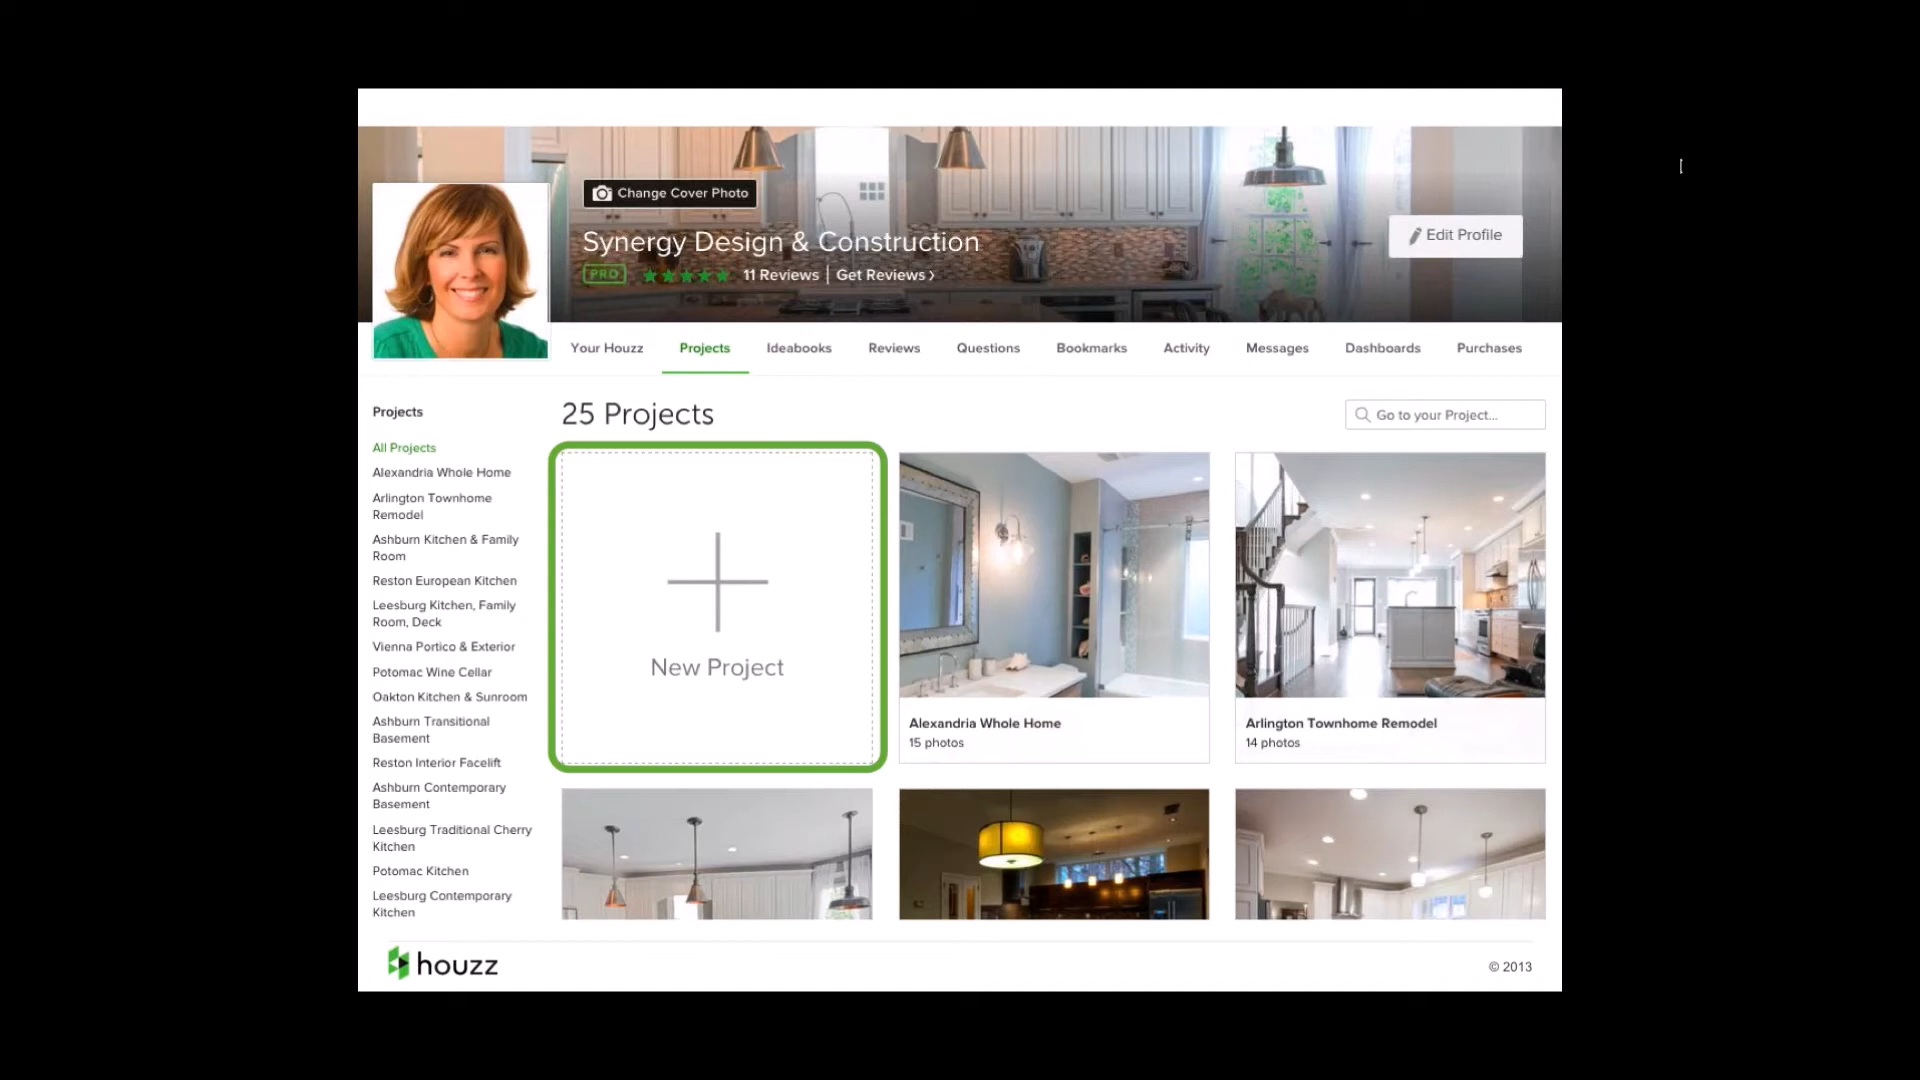 Change Cover Photo
Synergy Design & Construction
PRO 11 Reviews | Get Reviews ›
Edit Profile
Your Houzz Projects Ideabooks Reviews Questions Bookmarks Activity Messages Dashboards Purchases
Projects
All Projects
Alexandria Whole Home
Arlington Townhome
Remodel
Ashburn Kitchen & Family
Room
Reston European Kitchen
Leesburg Kitchen, Family
Room, Deck
Vienna Portico & Exterior
Potomac Wine Cellar
Oakton Kitchen & Sunroom
Ashburn Transitional
Basement
Reston Interior Facelift
Ashburn Contemporary
Basement
Leesburg Traditional Cherry
Kitchen
Potomac Kitchen
Leesburg Contemporary
Kitchen
25 Projects
Go to your Project...
New Project
Alexandria Whole Home
15 photos
Arlington Townhome Remodel
14 photos
houzz
© 2013